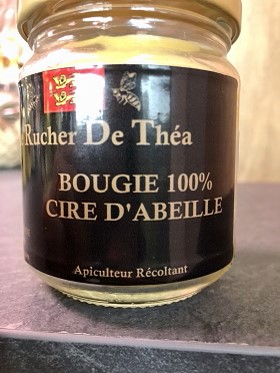 Rucher De Théa
BOUGIE 100%
CIRE D'ABEILLE
Apiculteur Récoltant